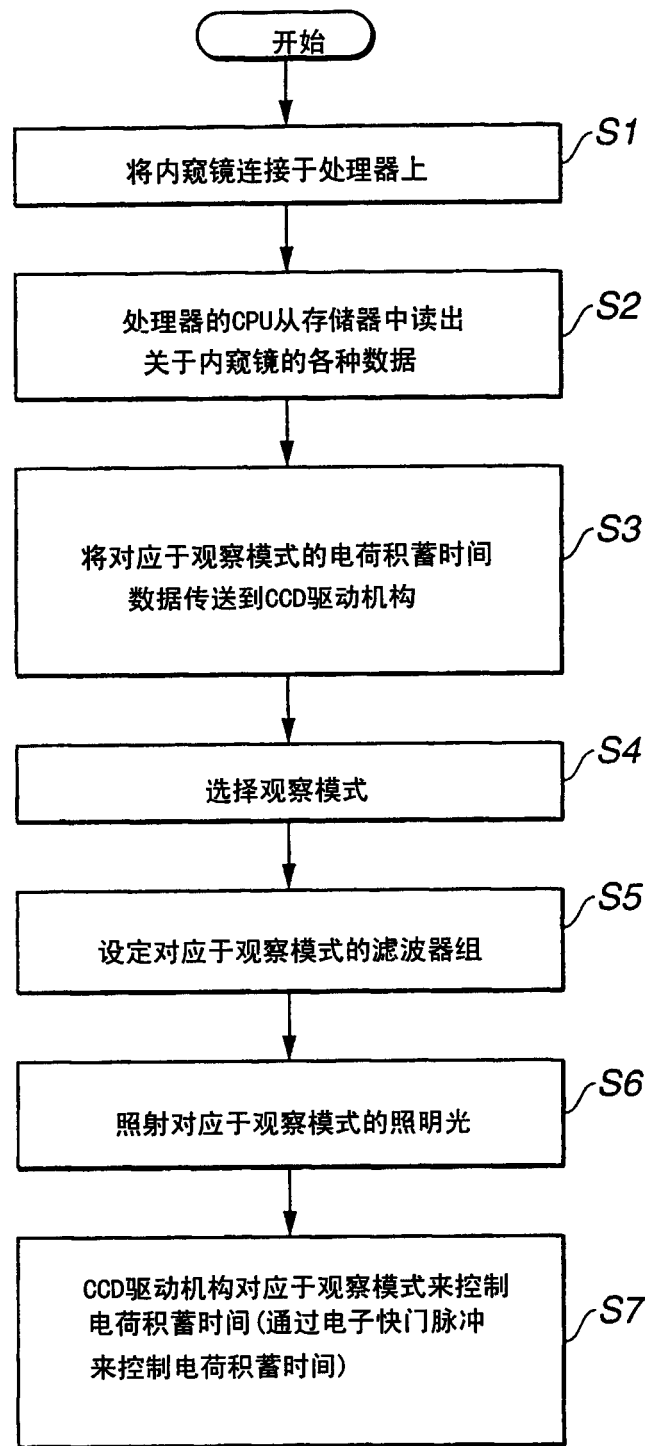 开始
S1
将内窥镜连接于处理器上
S2
处理器的CPU从存储器中读出
关于内窥镜的各种数据
S3
将对应于观察模式的电荷积蓄时间
数据传送到CCD驱动机构
S4
选择观察模式
S5
设定对应于观察模式的滤波器组
S6
照射对应于观察模式的照明光
S7
CCD驱动机构对应于观察模式来控制
电荷积蓄时间(通过电子快门脉冲
来控制电荷积蓄时间)